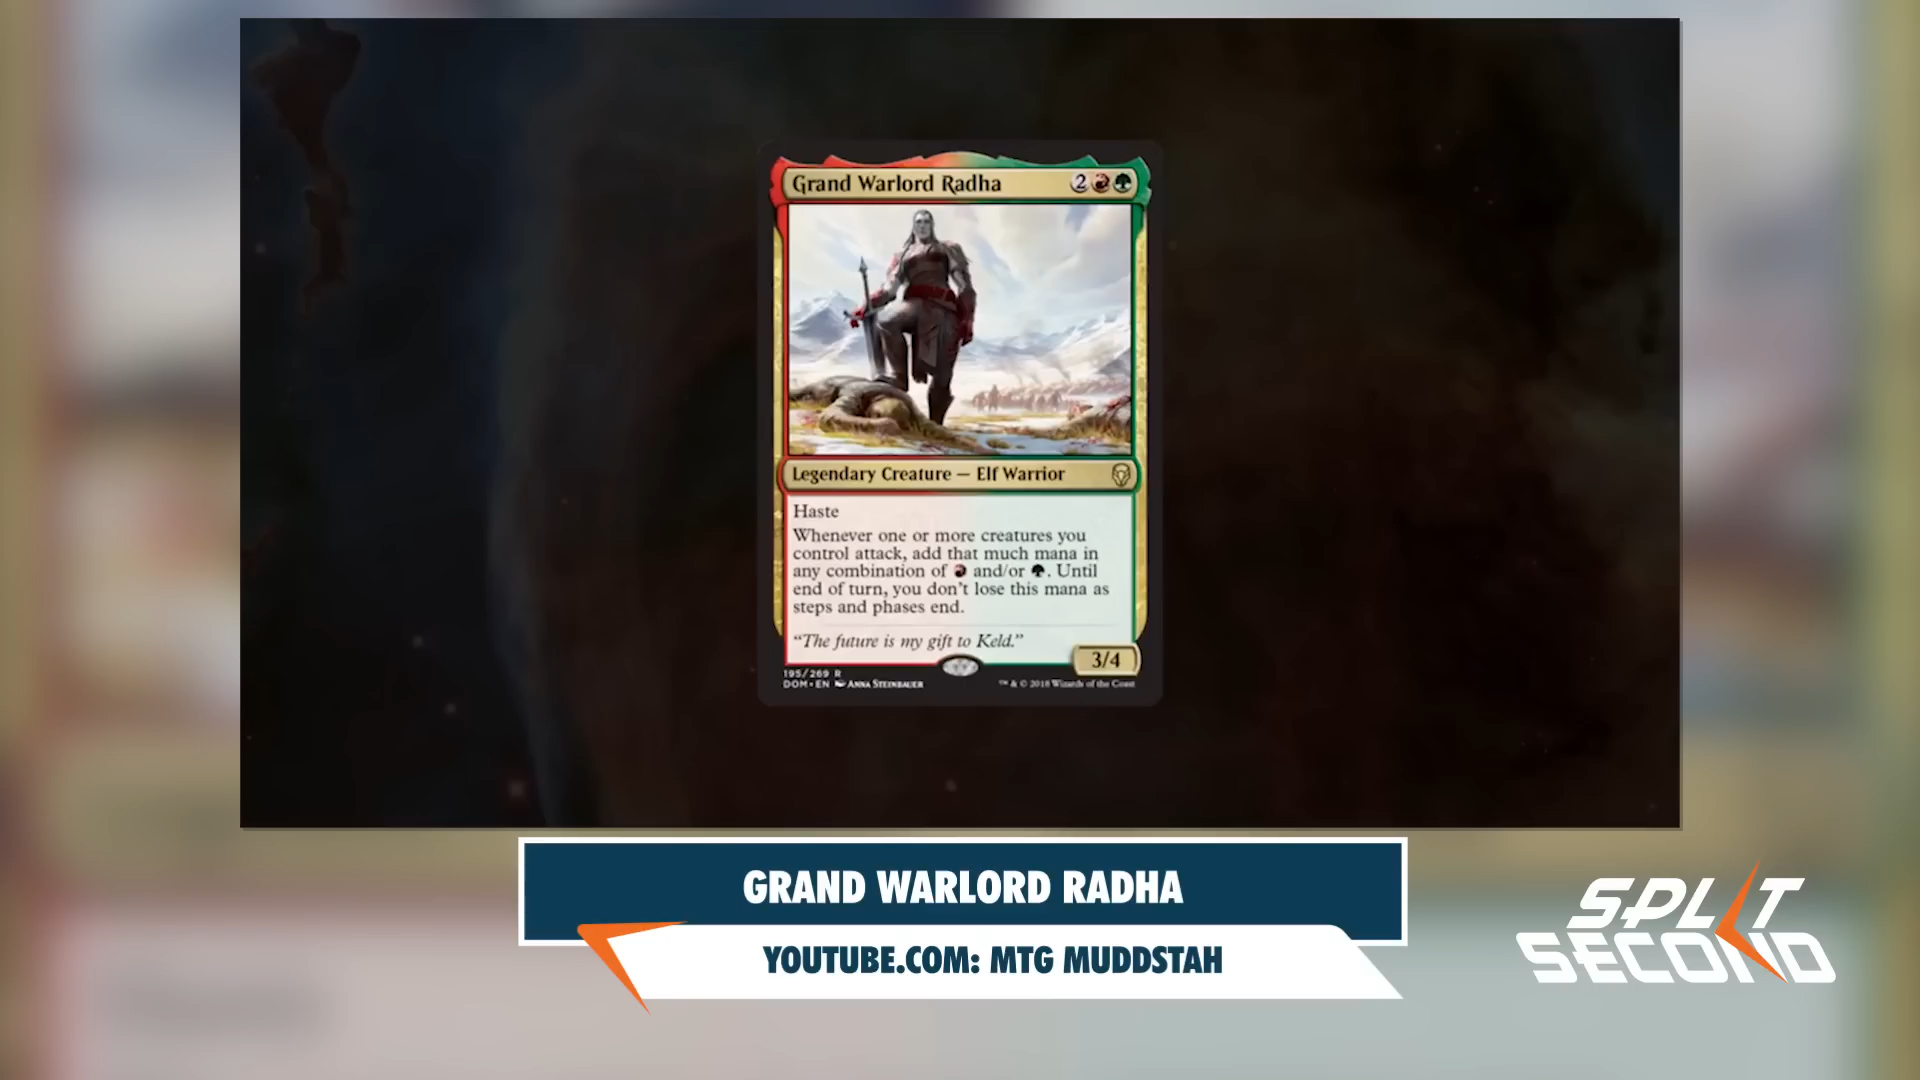 Grand Warlord Radha 2
Legendary Creature — Elf Warrior
Haste
Whenever one or more creatures you
control attack, add that much mana in
any combination of and/or . Until
end of turn, you don't lose this mana as
steps and phases end.
"The future is my gift to Keld."
3/4
195/269 R
DOM • EN ANNA STEINBAUER
™ & © 2018 Wizards of the Coast
GRAND WARLORD RADHA
YOUTUBE.COM: MTG MUDDSTAH
SPLIT
SECOND